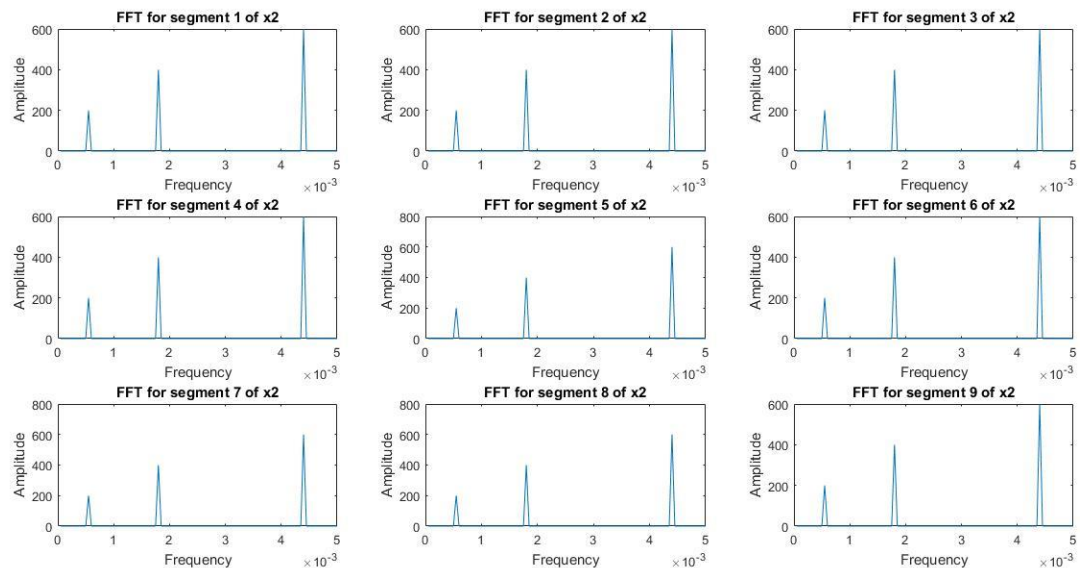 FFT for segment 1 of x2
600
400
200
0
Amplitude
0 1 2 3 4 5
Frequency
×10⁻³
FFT for segment 2 of x2
600
400
200
0
Amplitude
0 1 2 3 4 5
Frequency
×10⁻³
FFT for segment 3 of x2
600
400
200
0
Amplitude
0 1 2 3 4 5
Frequency
×10⁻³
FFT for segment 4 of x2
600
400
200
0
Amplitude
0 1 2 3 4 5
Frequency
×10⁻³
FFT for segment 5 of x2
800
600
400
200
0
Amplitude
0 1 2 3 4 5
Frequency
×10⁻³
FFT for segment 6 of x2
600
400
200
0
Amplitude
0 1 2 3 4 5
Frequency
×10⁻³
FFT for segment 7 of x2
800
600
400
200
0
Amplitude
0 1 2 3 4 5
Frequency
×10⁻³
FFT for segment 8 of x2
800
600
400
200
0
Amplitude
0 1 2 3 4 5
Frequency
×10⁻³
FFT for segment 9 of x2
600
400
200
0
Amplitude
0 1 2 3 4 5
Frequency
×10⁻³